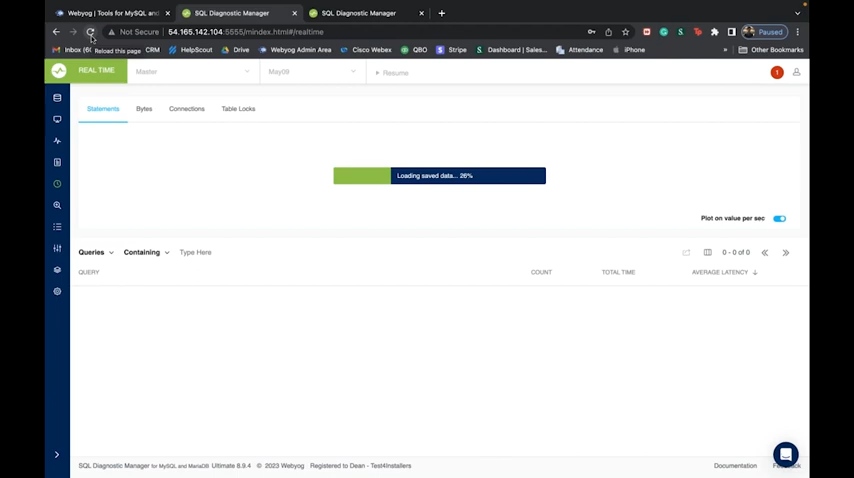 Webyog | Tools for MySQL and
SQL Diagnostic Manager
SQL Diagnostic Manager
Not Secure
54.165.142.104:5555/mindex.html#/realtime
Paused
Reload this page
Inbox (60
CRM
HelpScout
Drive
Webyog Admin Area
Cisco Webex
QBO
Stripe
Dashboard | Sales...
Attendance
iPhone
Other Bookmarks
REAL TIME
Master
May09
Resume
1
Statements
Bytes
Connections
Table Locks
Loading saved data... 26%
Plot on value per sec
Queries
Containing
Type Here
0 - 0 of 0
QUERY
COUNT
TOTAL TIME
AVERAGE LATENCY
SQL Diagnostic Manager for MySQL and MariaDB Ultimate 8.9.4 © 2023 Webyog Registered to Dean - Test4Installers
Documentation